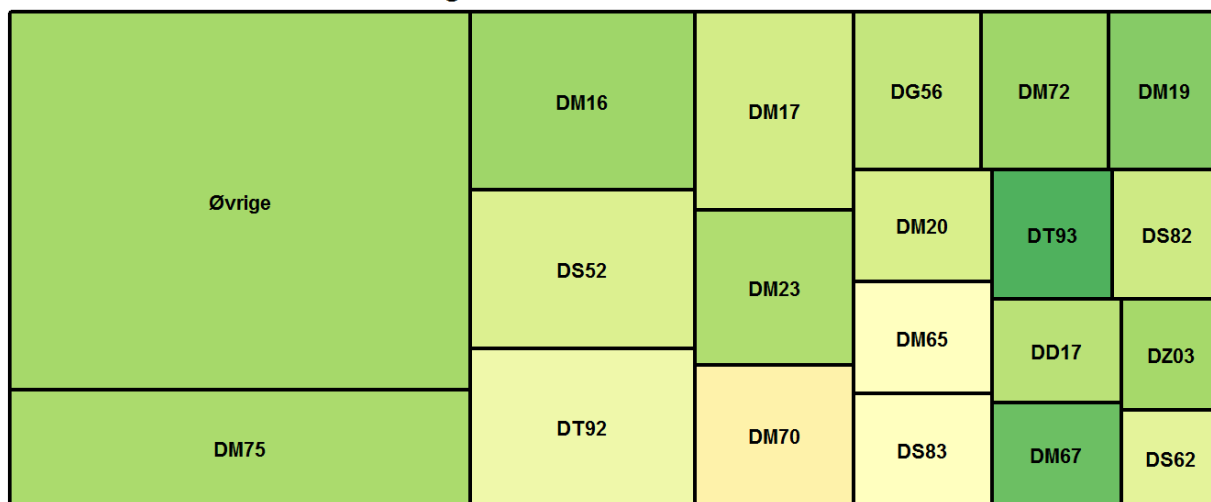 Øvrige
DM75
DM16
DS52
DT92
DM17
DM23
DM70
DG56
DM72
DM19
DM20
DM65
DS83
DT93
DS82
DD17
DZ03
DM67
DS62